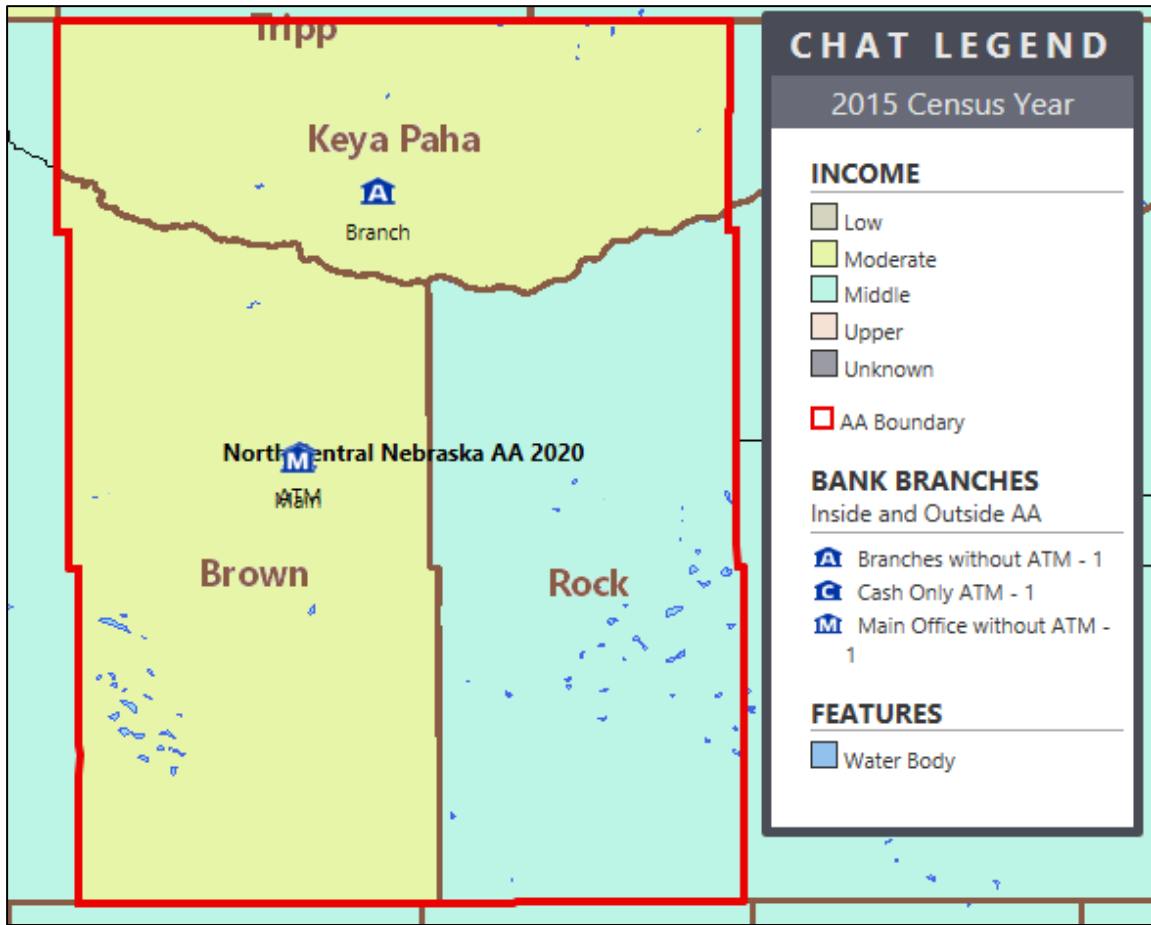 Tripp
Keya Paha
A
Branch
North Central Nebraska AA 2020
M
ATM
Main
Brown
Rock
CHAT LEGEND
2015 Census Year
INCOME
Low
Moderate
Middle
Upper
Unknown
AA Boundary
BANK BRANCHES
Inside and Outside AA
A Branches without ATM - 1
C Cash Only ATM - 1
M Main Office without ATM -
1
FEATURES
Water Body